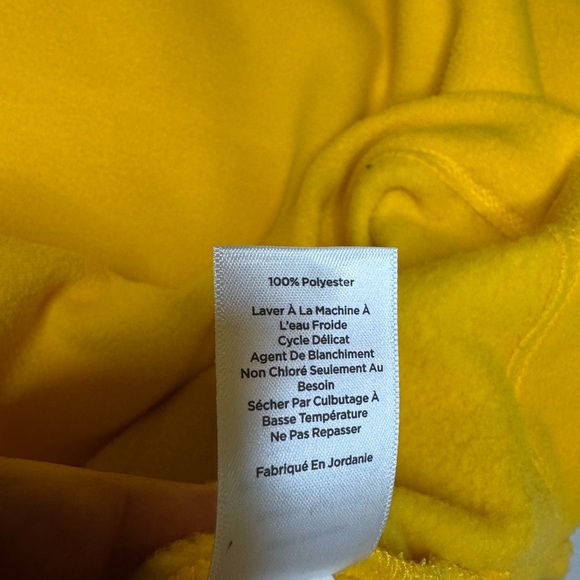 100% Polyester
Laver À La Machine À
L'eau Froide
Cycle Délicat
Agent De Blanchiment
Non Chloré Seulement Au
Besoin
Sécher Par Culbutage À
Basse Température
Ne Pas Repasser
Fabriqué En Jordanie